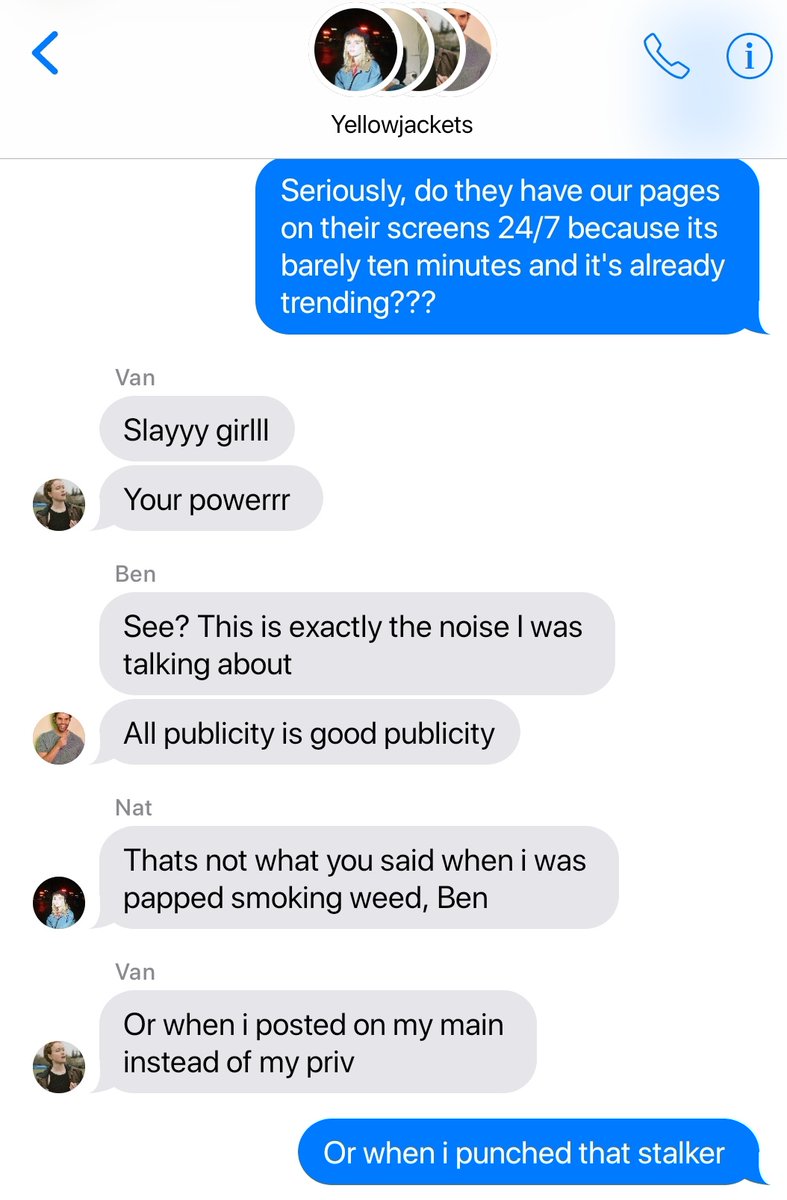 Yellowjackets
Seriously, do they have our pages
on their screens 24/7 because its
barely ten minutes and it's already
trending???
Van
Slayyy girlll
Your powerrr
Ben
See? This is exactly the noise I was
talking about
All publicity is good publicity
Nat
Thats not what you said when i was
papped smoking weed, Ben
Van
Or when i posted on my main
instead of my priv
Or when i punched that stalker